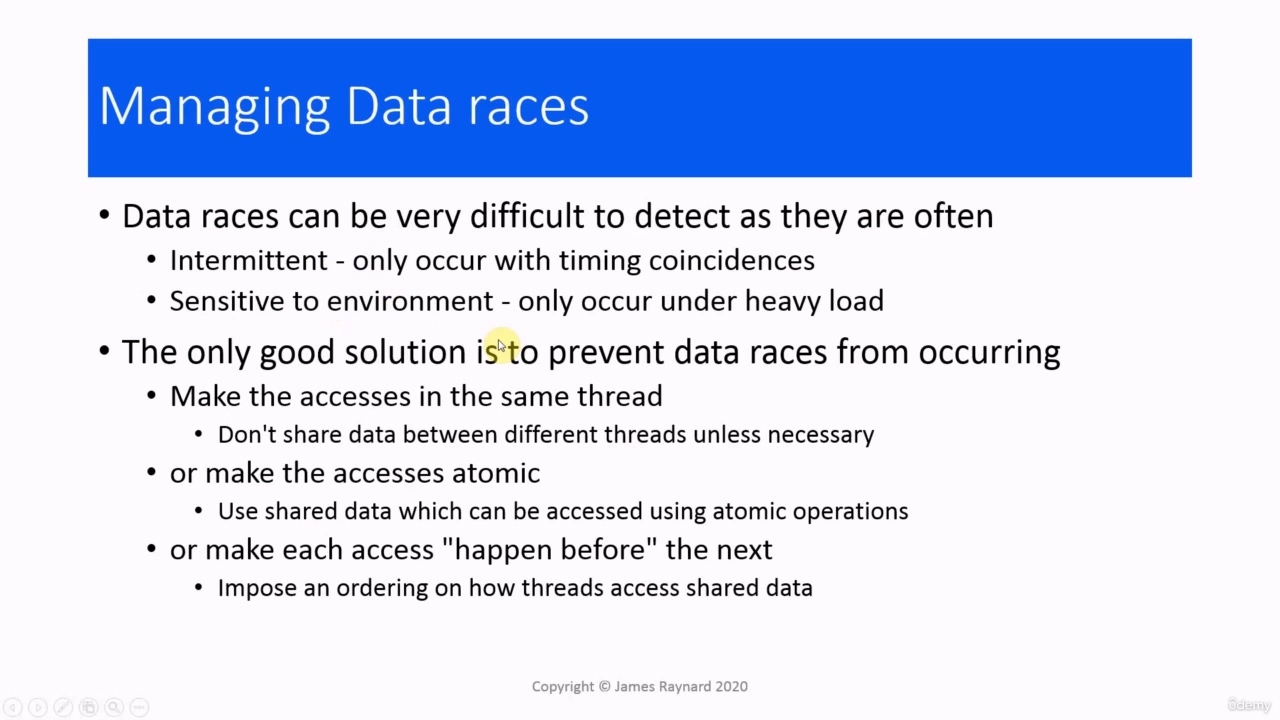 Managing Data races
• Data races can be very difficult to detect as they are often
• Intermittent - only occur with timing coincidences
• Sensitive to environment - only occur under heavy load
• The only good solution is to prevent data races from occurring
• Make the accesses in the same thread
• Don't share data between different threads unless necessary
• or make the accesses atomic
• Use shared data which can be accessed using atomic operations
• or make each access "happen before" the next
• Impose an ordering on how threads access shared data
Copyright © James Raynard 2020
ûdemy